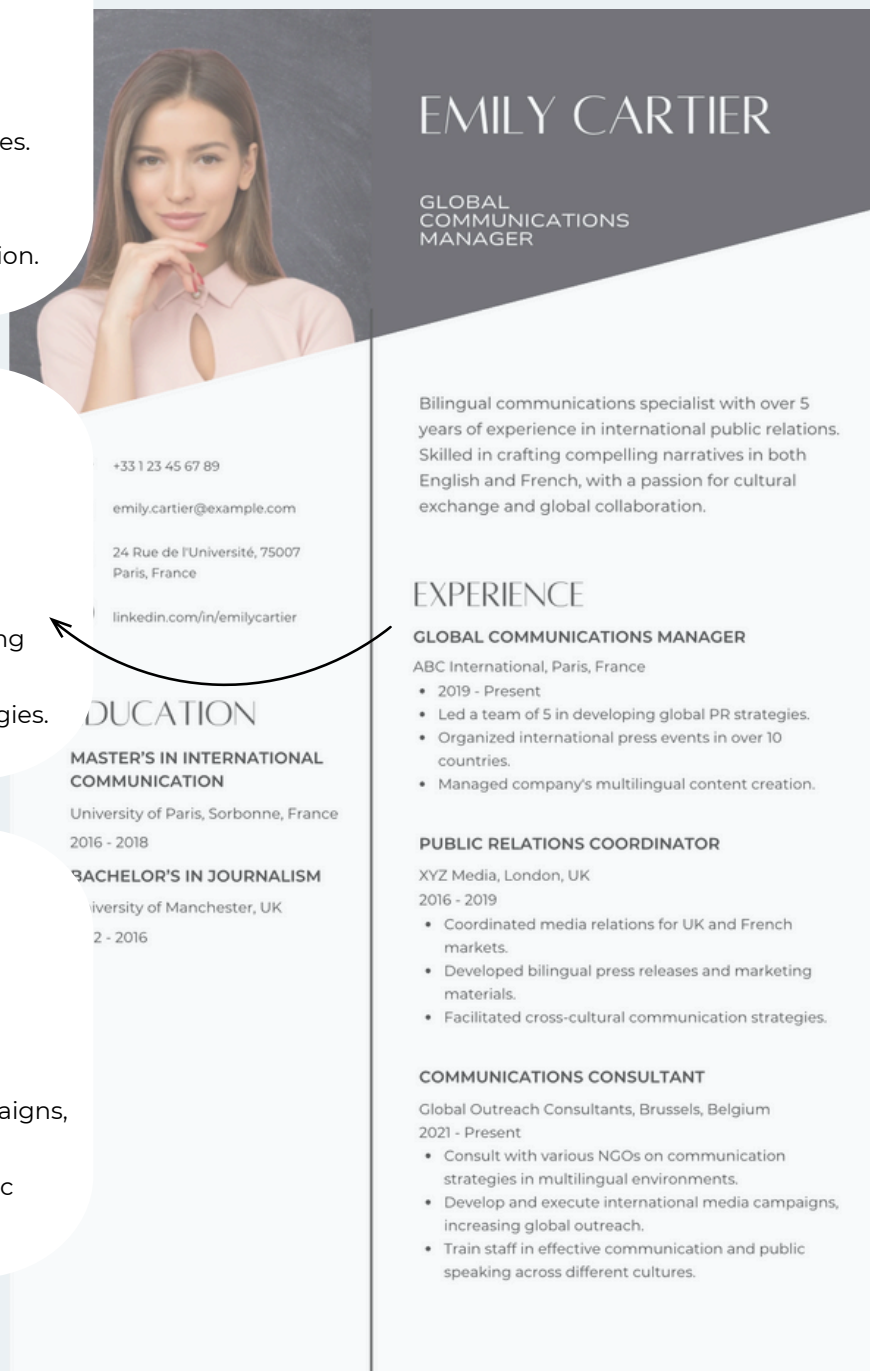 es.
ion.
ng
gies.
aigns,
c
EMILY CARTIER
GLOBAL
COMMUNICATIONS
MANAGER
+33 1 23 45 67 89
emily.cartier@example.com
24 Rue de l'Université, 75007
Paris, France
linkedin.com/in/emilycartier
DUCATION
MASTER'S IN INTERNATIONAL
COMMUNICATION
University of Paris, Sorbonne, France
2016 - 2018
BACHELOR'S IN JOURNALISM
iversity of Manchester, UK
2 - 2016
Bilingual communications specialist with over 5
years of experience in international public relations.
Skilled in crafting compelling narratives in both
English and French, with a passion for cultural
exchange and global collaboration.
EXPERIENCE
GLOBAL COMMUNICATIONS MANAGER
ABC International, Paris, France
• 2019 - Present
• Led a team of 5 in developing global PR strategies.
• Organized international press events in over 10
countries.
• Managed company's multilingual content creation.
PUBLIC RELATIONS COORDINATOR
XYZ Media, London, UK
2016 - 2019
• Coordinated media relations for UK and French
markets.
• Developed bilingual press releases and marketing
materials.
• Facilitated cross-cultural communication strategies.
COMMUNICATIONS CONSULTANT
Global Outreach Consultants, Brussels, Belgium
2021 - Present
• Consult with various NGOs on communication
strategies in multilingual environments.
• Develop and execute international media campaigns,
increasing global outreach.
• Train staff in effective communication and public
speaking across different cultures.